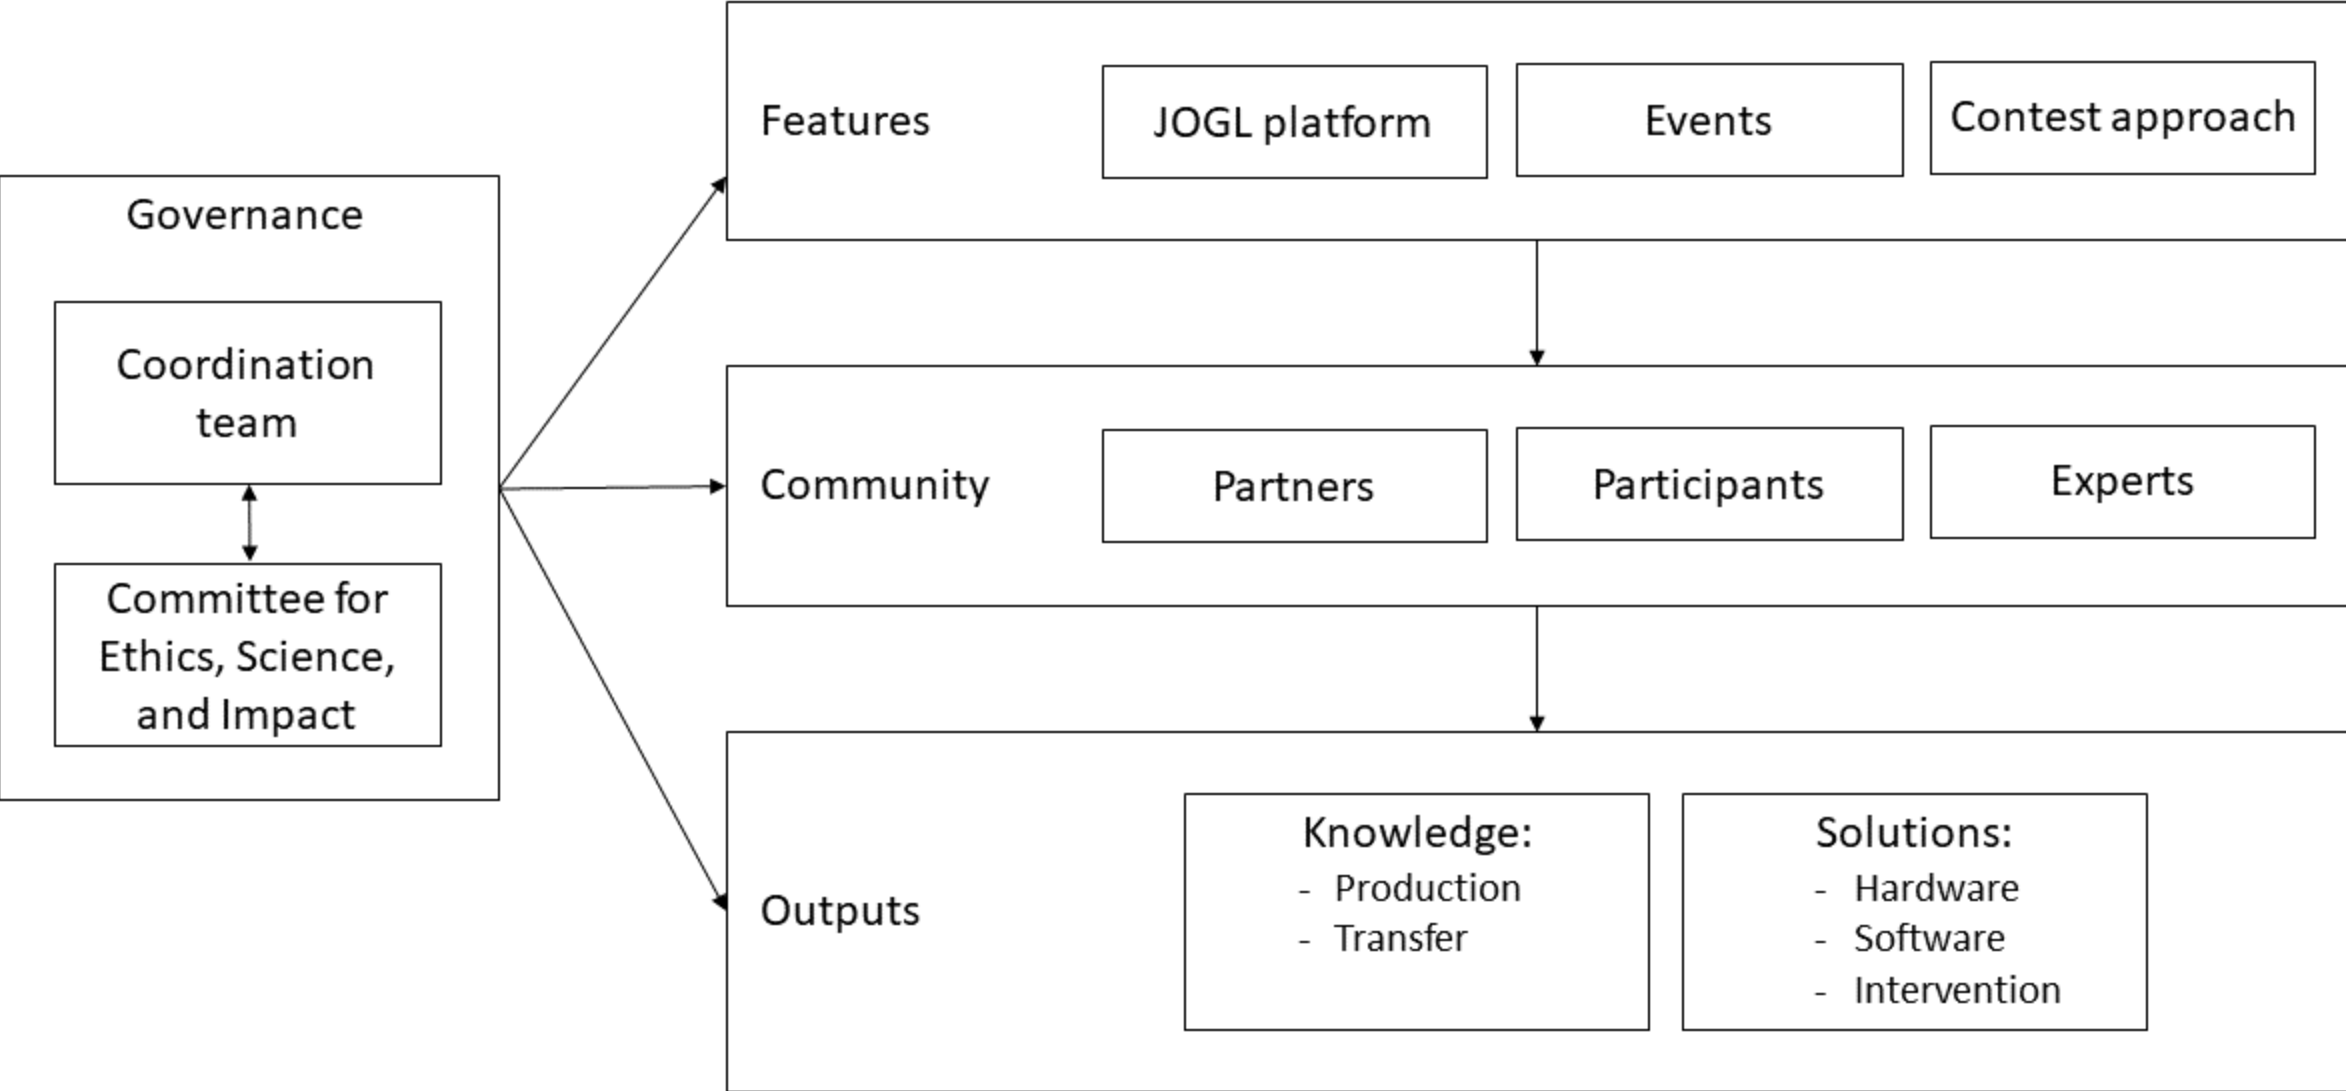 Governance
Coordination
team
Committee for
Ethics, Science,
and Impact
Features
JOGL platform
Events
Contest approach
Community
Partners
Participants
Experts
Outputs
Knowledge:
- Production
- Transfer
Solutions:
- Hardware
- Software
- Intervention